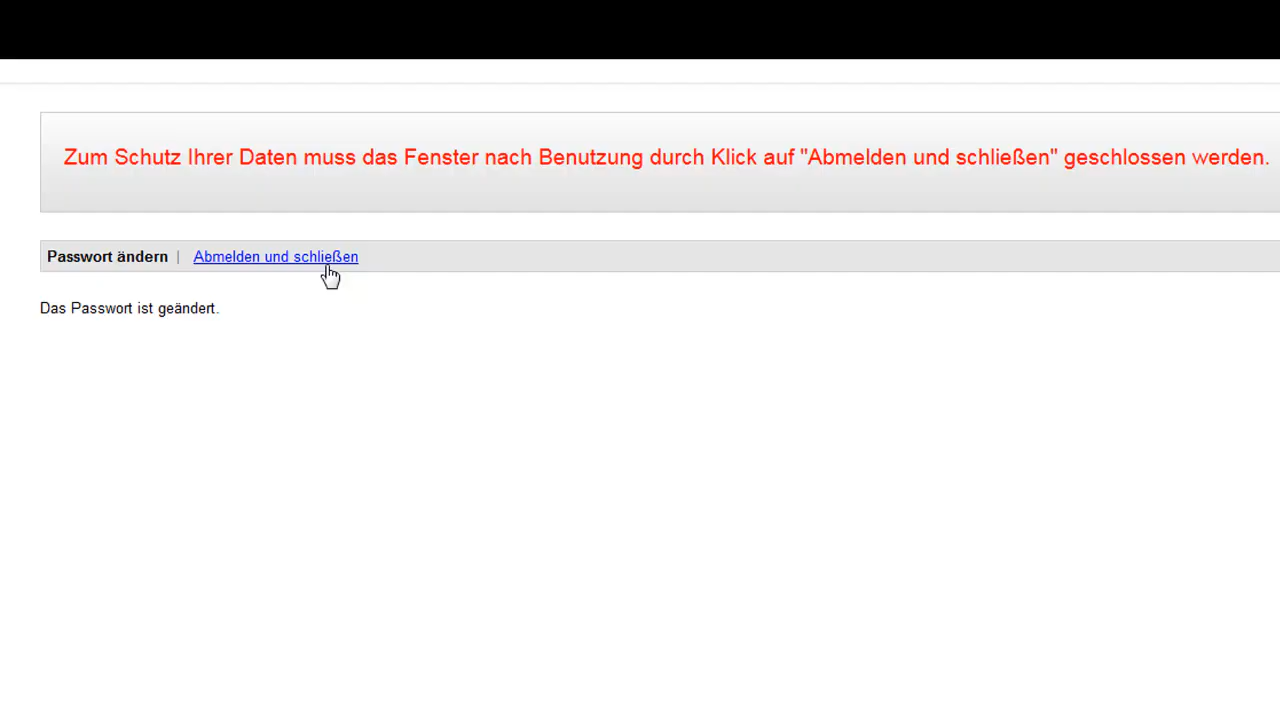 Zum Schutz Ihrer Daten muss das Fenster nach Benutzung durch Klick auf "Abmelden und schließen" geschlossen werden.
Passwort ändern | Abmelden und schließen
Das Passwort ist geändert.